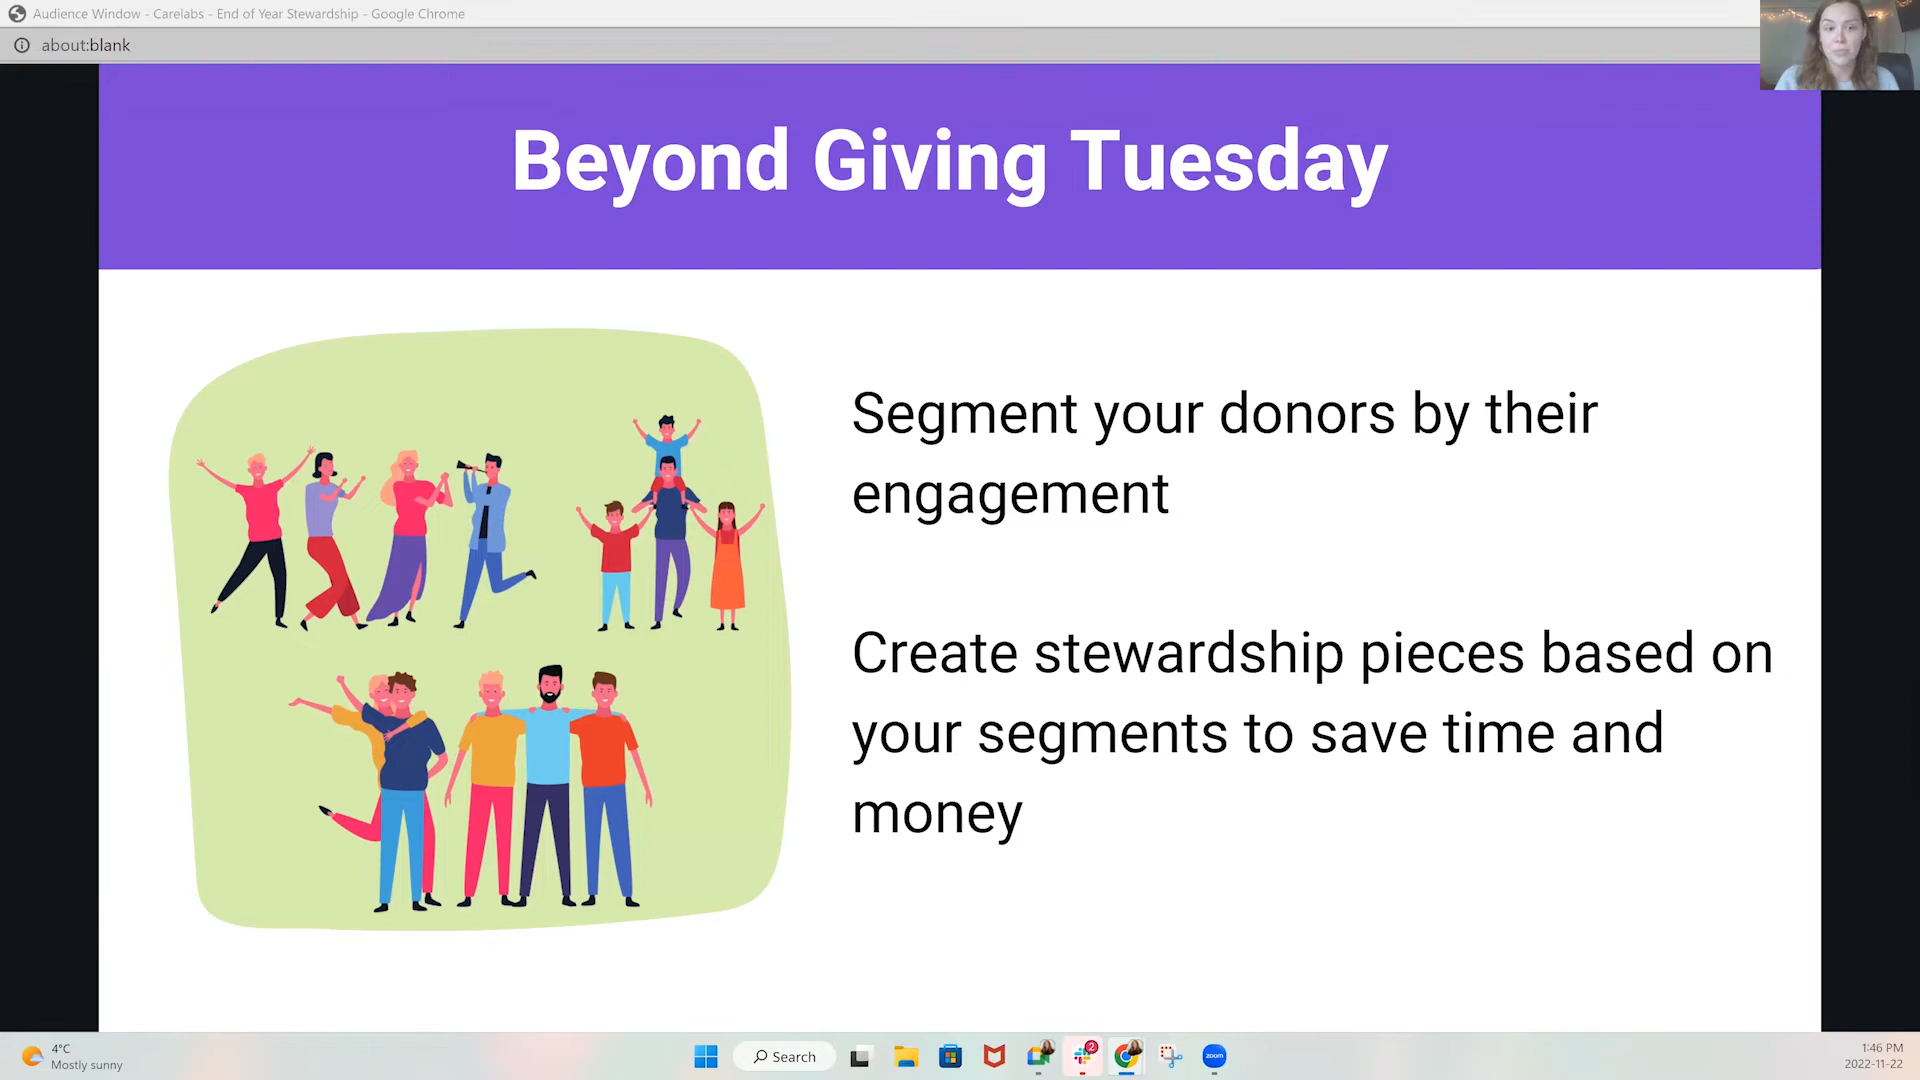 Audience Window - Carelabs - End of Year Stewardship - Google Chrome
about:blank
Beyond Giving Tuesday
Segment your donors by their
engagement
Create stewardship pieces based on
your segments to save time and
money
4°C
Mostly sunny
Search
2
zoom
1:46 PM
2022-11-22